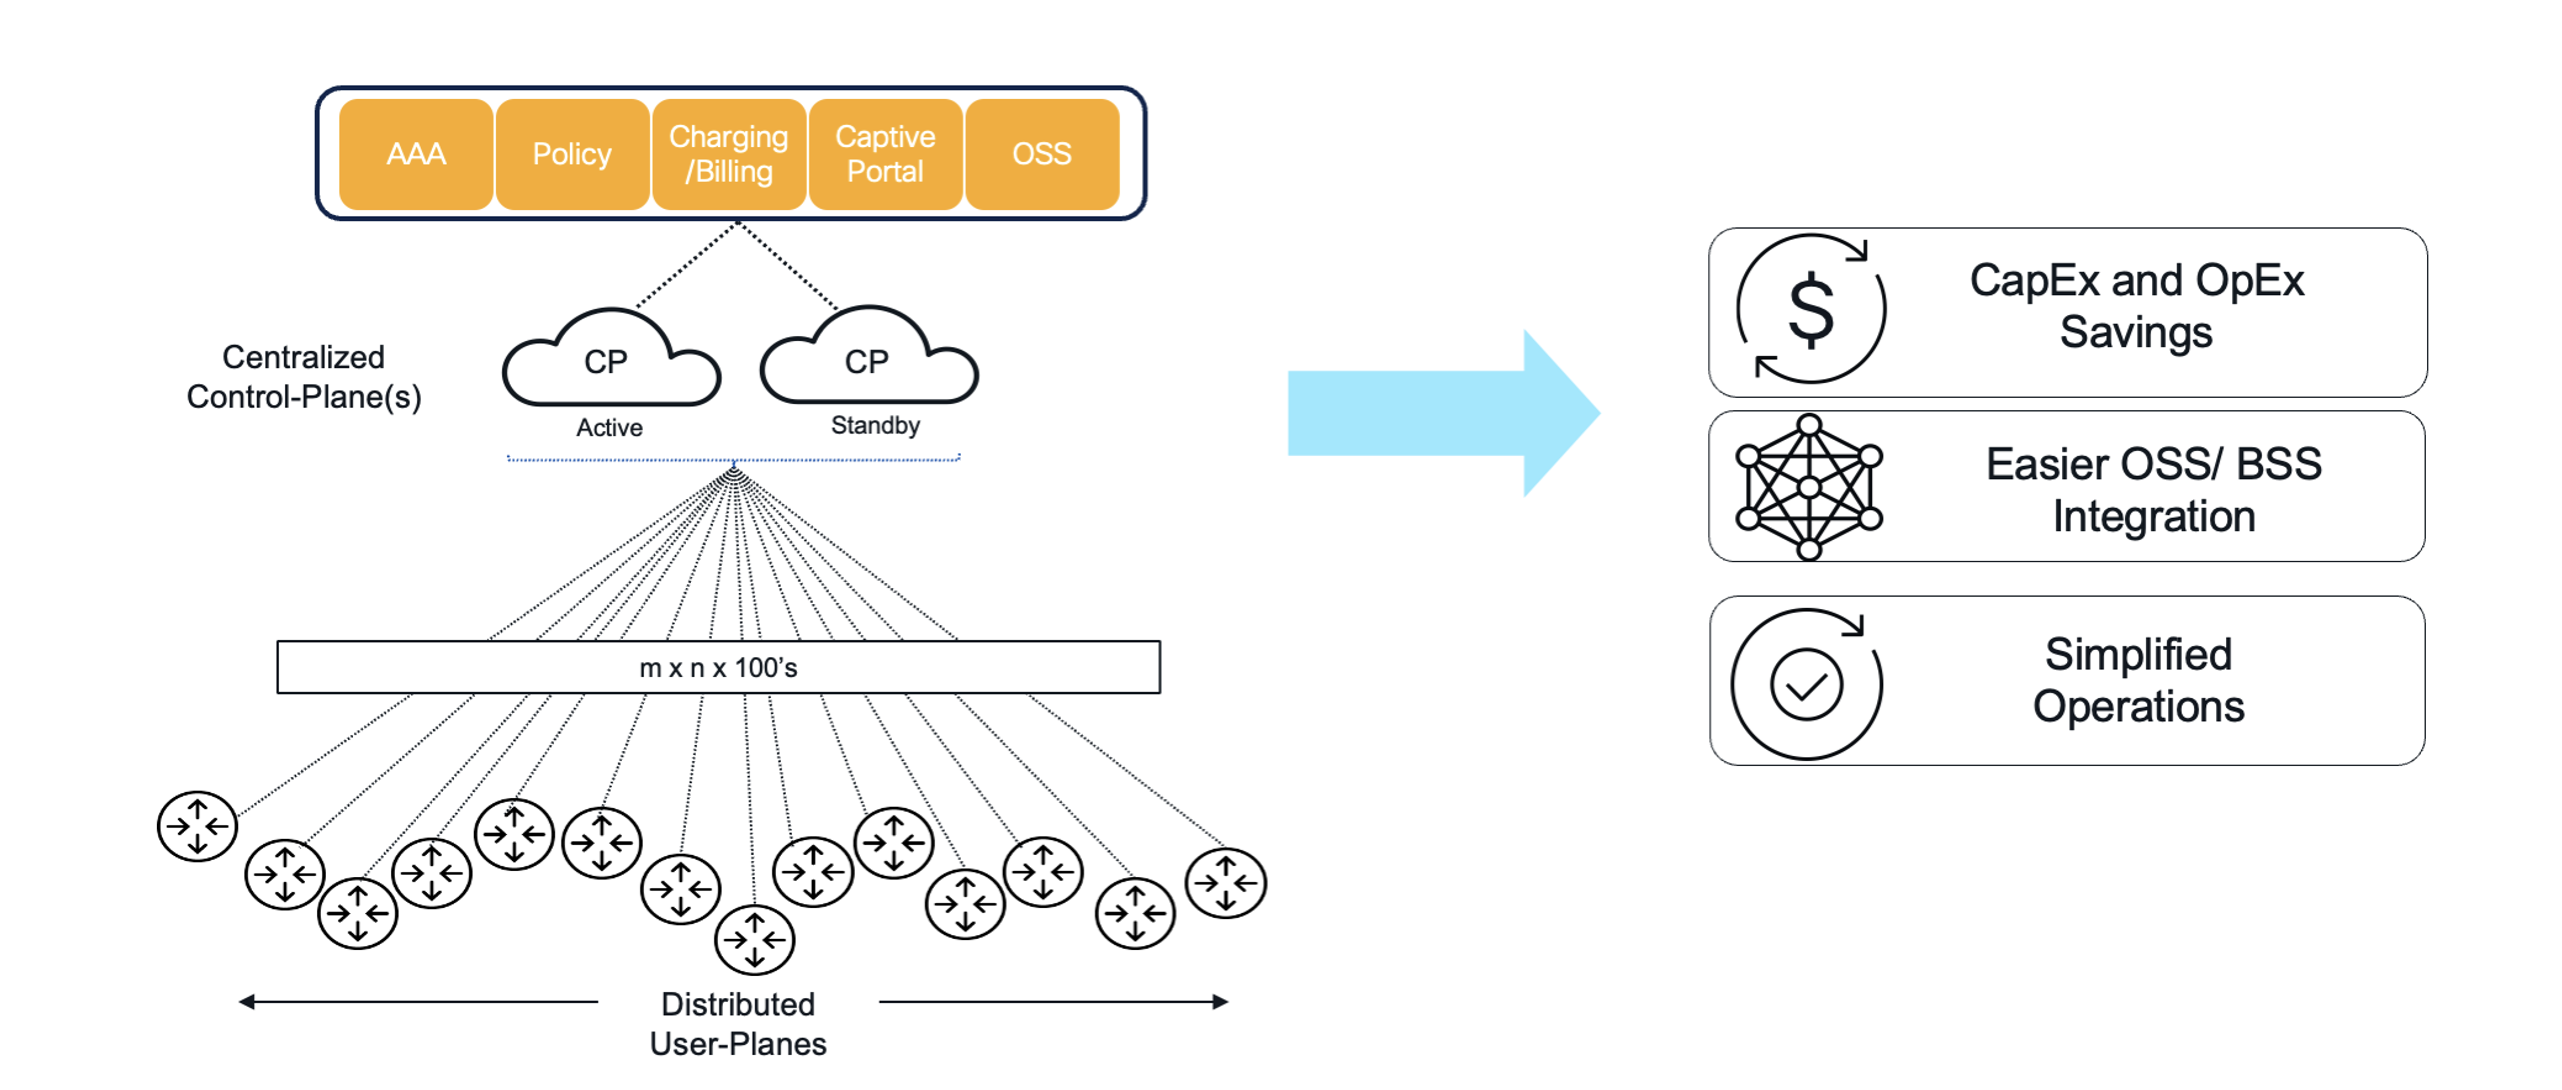 AAA
Policy
Charging
/Billing
Captive
Portal
OSS
Centralized
Control-Plane(s)
CP
Active
CP
Standby
m x n x 100's
Distributed
User-Planes
$
CapEx and OpEx
Savings
Easier OSS/ BSS
Integration
Simplified
Operations